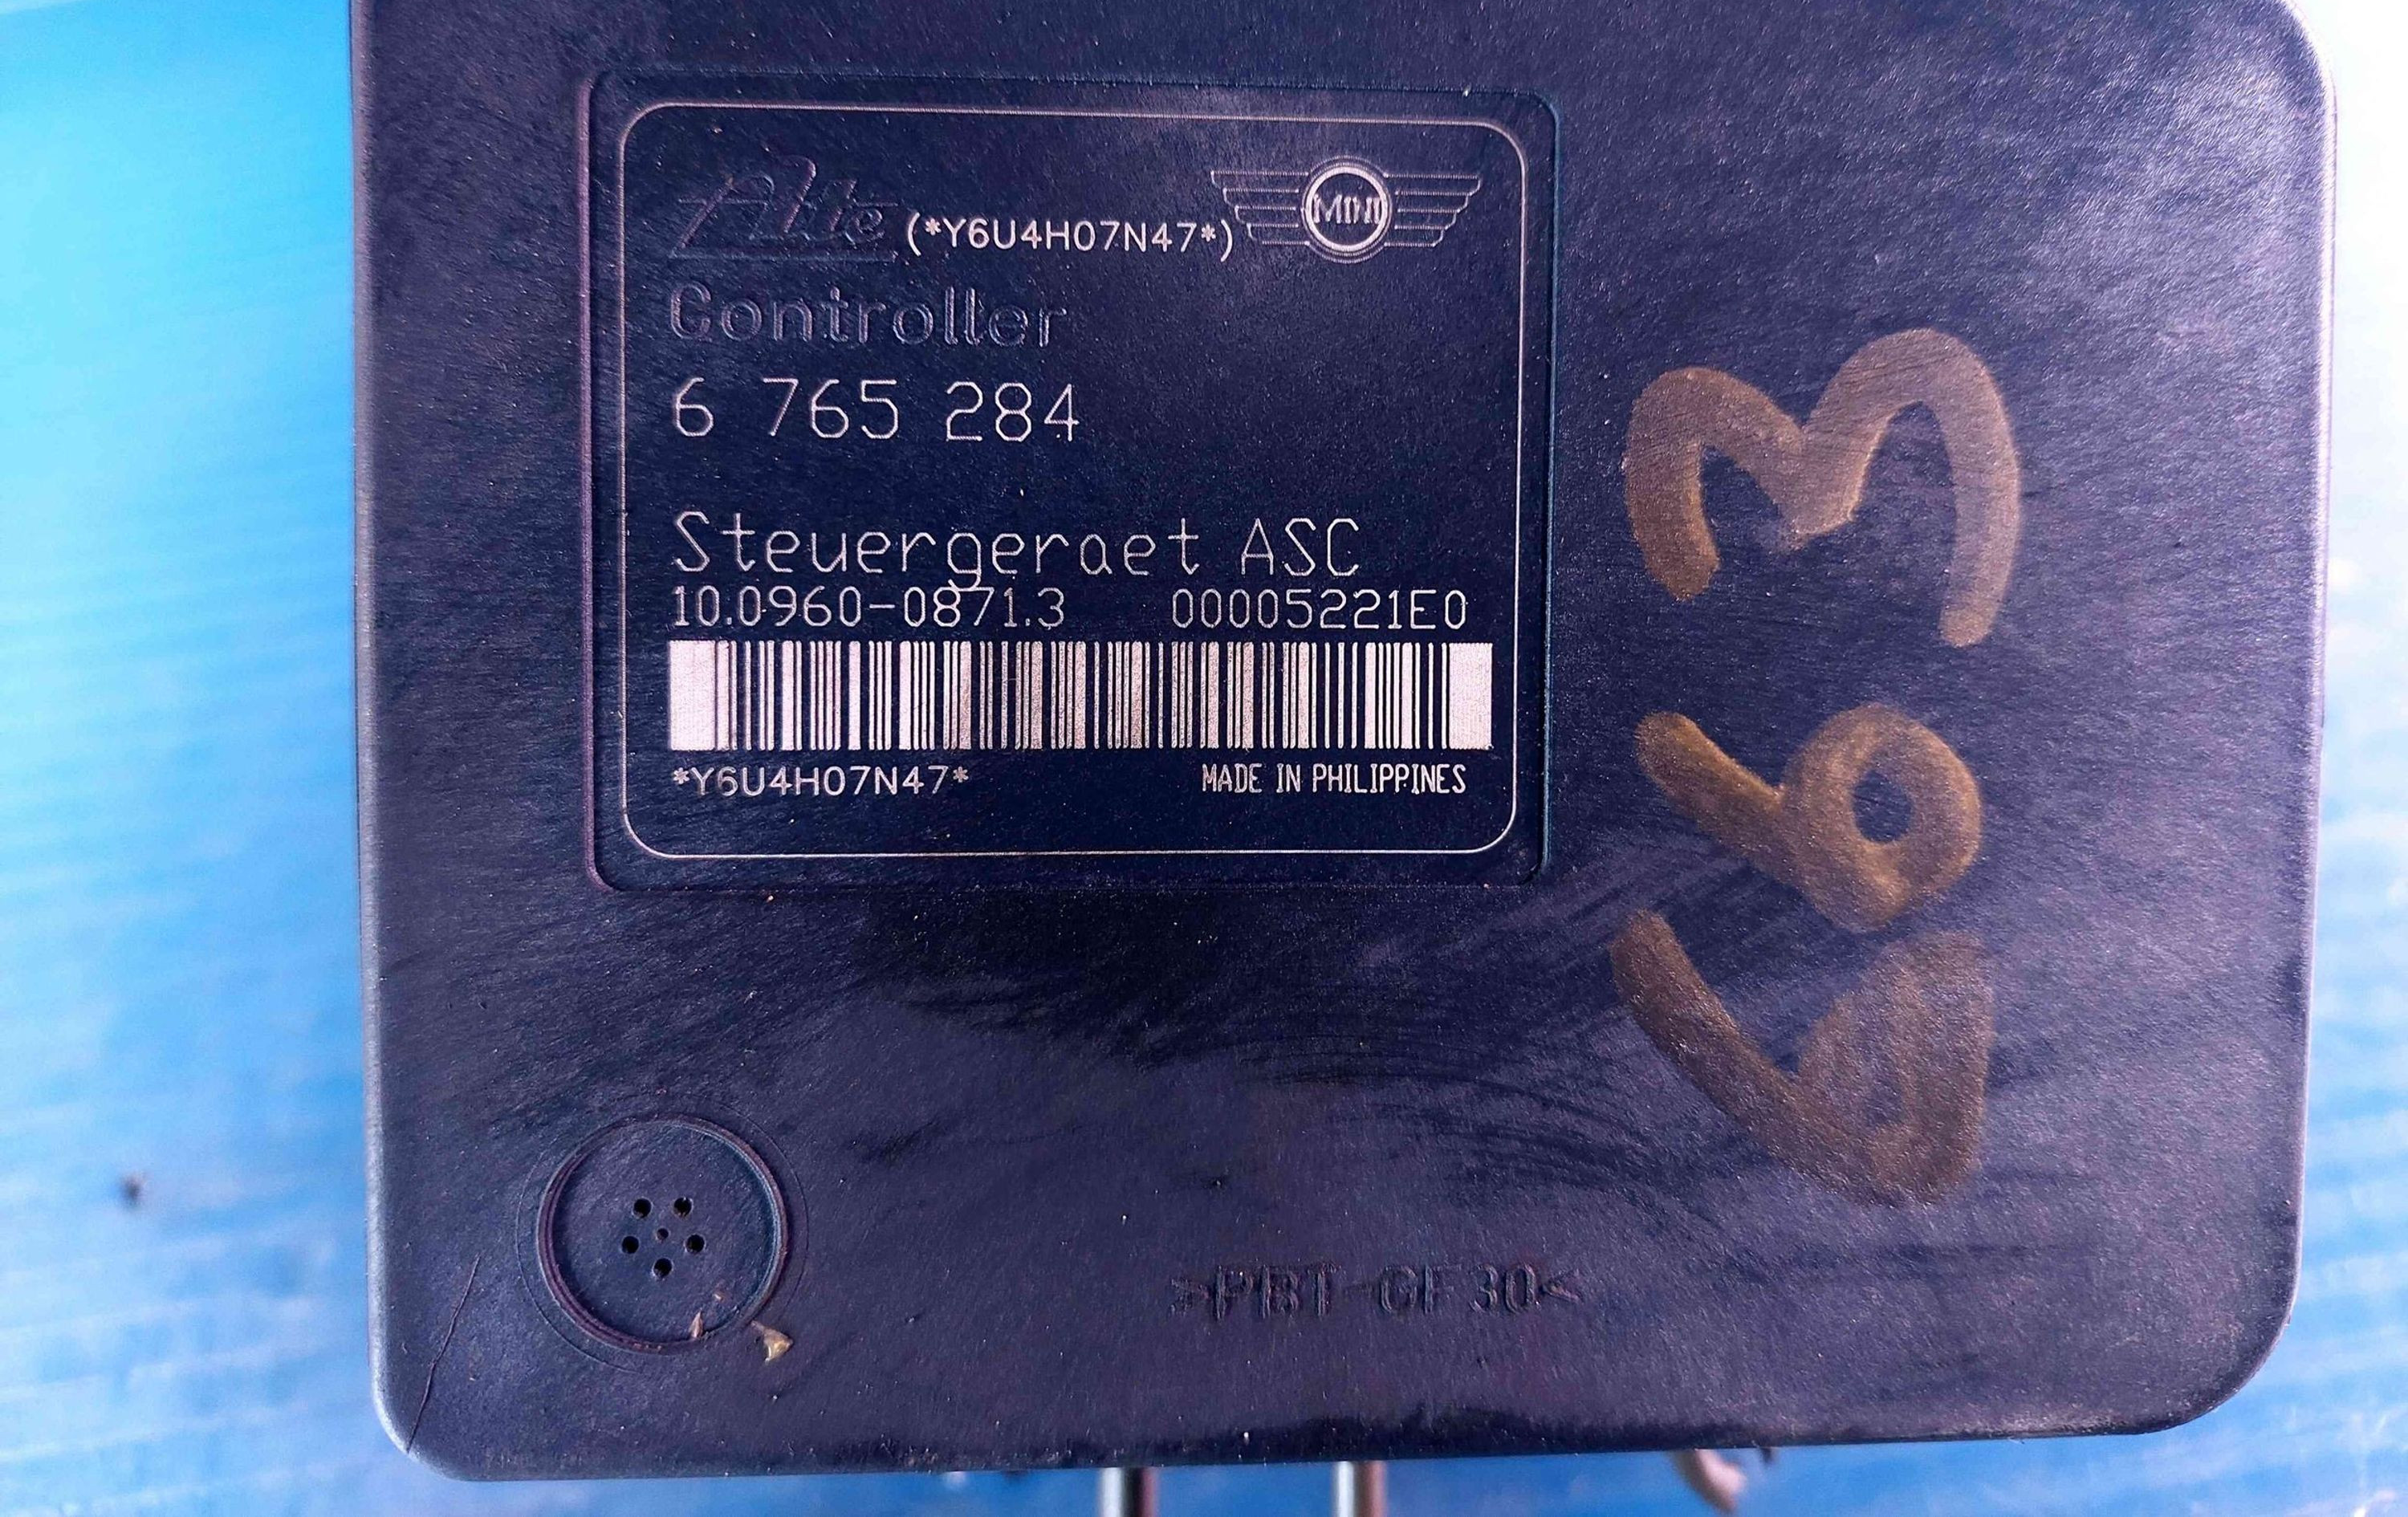 Ate (*Y6U4H07N47*) MINI
Controller
6 765 284
Steuergeraet ASC
10.0960-0871.3 00005221E0
*Y6U4H07N47* MADE IN PHILIPPINES
>PBT-GF30<